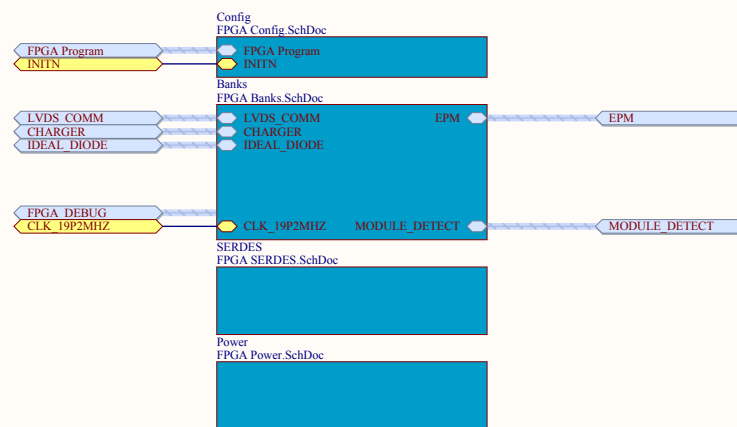 Config
FPGA Config.SchDoc
FPGA Program FPGA Program
INITN INITN
Banks
FPGA Banks.SchDoc
LVDS_COMM LVDS_COMM EPM EPM
CHARGER CHARGER
IDEAL_DIODE IDEAL_DIODE
FPGA_DEBUG
CLK_19P2MHZ CLK_19P2MHZ MODULE_DETECT MODULE_DETECT
SERDES
FPGA SERDES.SchDoc
Power
FPGA Power.SchDoc